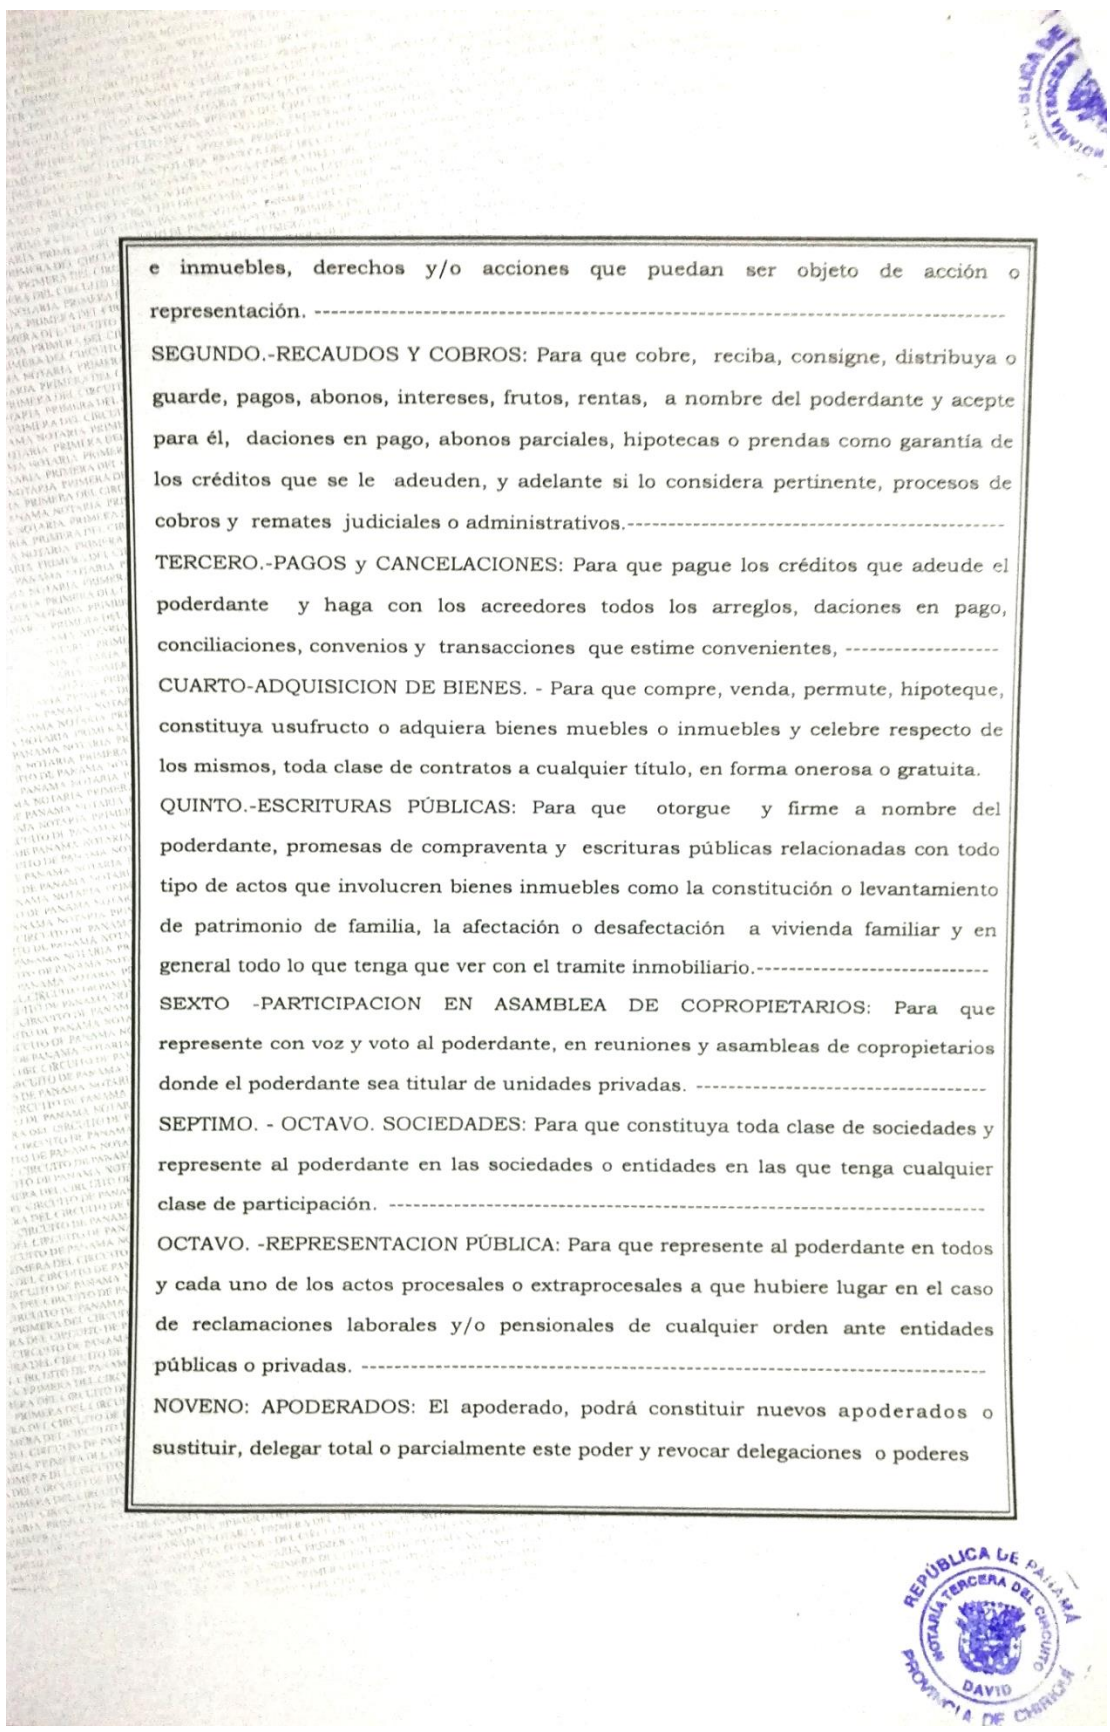 e inmuebles, derechos y/o acciones que puedan ser objeto de acción o
representación. --------------------------------------------------------------------------------
SEGUNDO.-RECAUDOS Y COBROS: Para que cobre, reciba, consigne, distribuya o
guarde, pagos, abonos, intereses, frutos, rentas, a nombre del poderdante y acepte
para él, daciones en pago, abonos parciales, hipotecas o prendas como garantía de
los créditos que se le adeuden, y adelante si lo considera pertinente, procesos de
cobros y remates judiciales o administrativos.---------------------------------------------
TERCERO.-PAGOS y CANCELACIONES: Para que pague los créditos que adeude el
poderdante y haga con los acreedores todos los arreglos, daciones en pago,
conciliaciones, convenios y transacciones que estime convenientes, ------------------
CUARTO-ADQUISICION DE BIENES. - Para que compre, venda, permute, hipoteque,
constituya usufructo o adquiera bienes muebles o inmuebles y celebre respecto de
los mismos, toda clase de contratos a cualquier título, en forma onerosa o gratuita.
QUINTO.-ESCRITURAS PÚBLICAS: Para que otorgue y firme a nombre del
poderdante, promesas de compraventa y escrituras públicas relacionadas con todo
tipo de actos que involucren bienes inmuebles como la constitución o levantamiento
de patrimonio de familia, la afectación o desafectación a vivienda familiar y en
general todo lo que tenga que ver con el tramite inmobiliario.---------------------------
SEXTO -PARTICIPACION EN ASAMBLEA DE COPROPIETARIOS: Para que
represente con voz y voto al poderdante, en reuniones y asambleas de copropietarios
donde el poderdante sea titular de unidades privadas. ----------------------------------
SEPTIMO. - OCTAVO. SOCIEDADES: Para que constituya toda clase de sociedades y
represente al poderdante en las sociedades o entidades en las que tenga cualquier
clase de participación. ----------------------------------------------------------------------
OCTAVO. -REPRESENTACION PÚBLICA: Para que represente al poderdante en todos
y cada uno de los actos procesales o extraprocesales a que hubiere lugar en el caso
de reclamaciones laborales y/o pensionales de cualquier orden ante entidades
públicas o privadas. -------------------------------------------------------------------------
NOVENO: APODERADOS: El apoderado, podrá constituir nuevos apoderados o
sustituir, delegar total o parcialmente este poder y revocar delegaciones o poderes
REPÚBLICA DE PANAMÁ
NOTARÍA TERCERA DEL CIRCUITO
DAVID
PROVINCIA DE CHIRIQUÍ